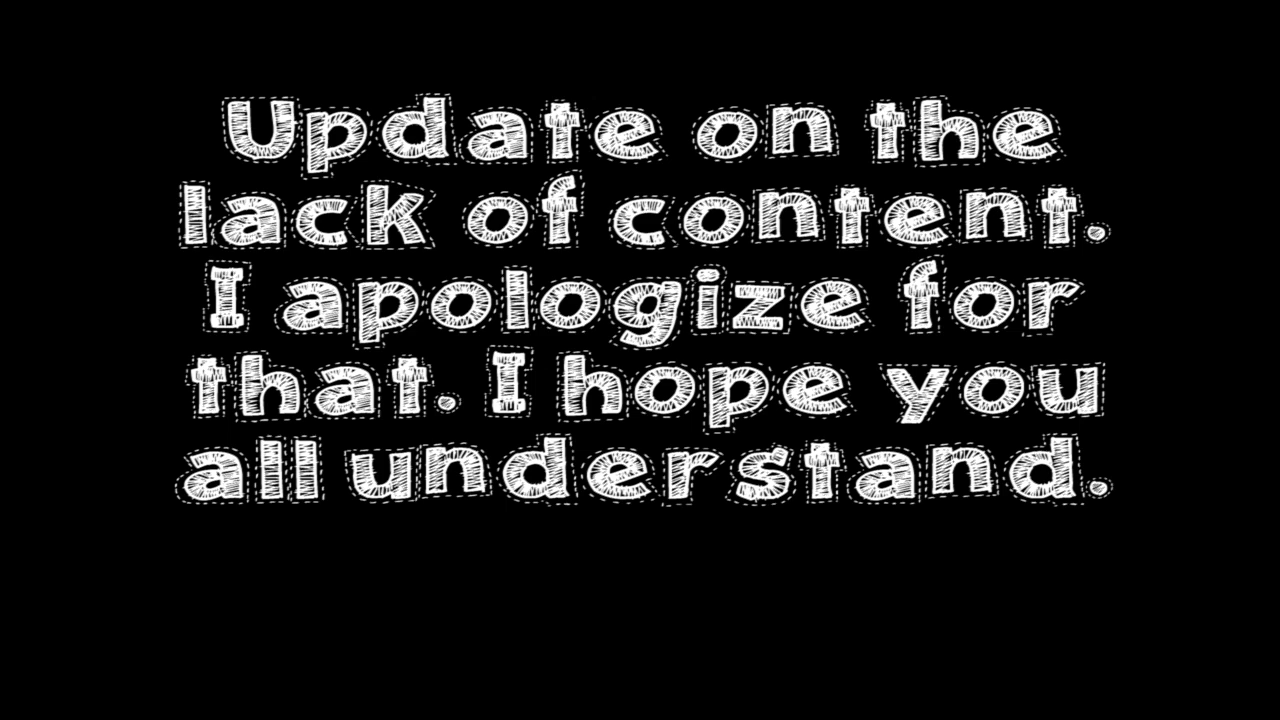 Update on the
lack of content.
I apologize for
that. I hope you
all understand.